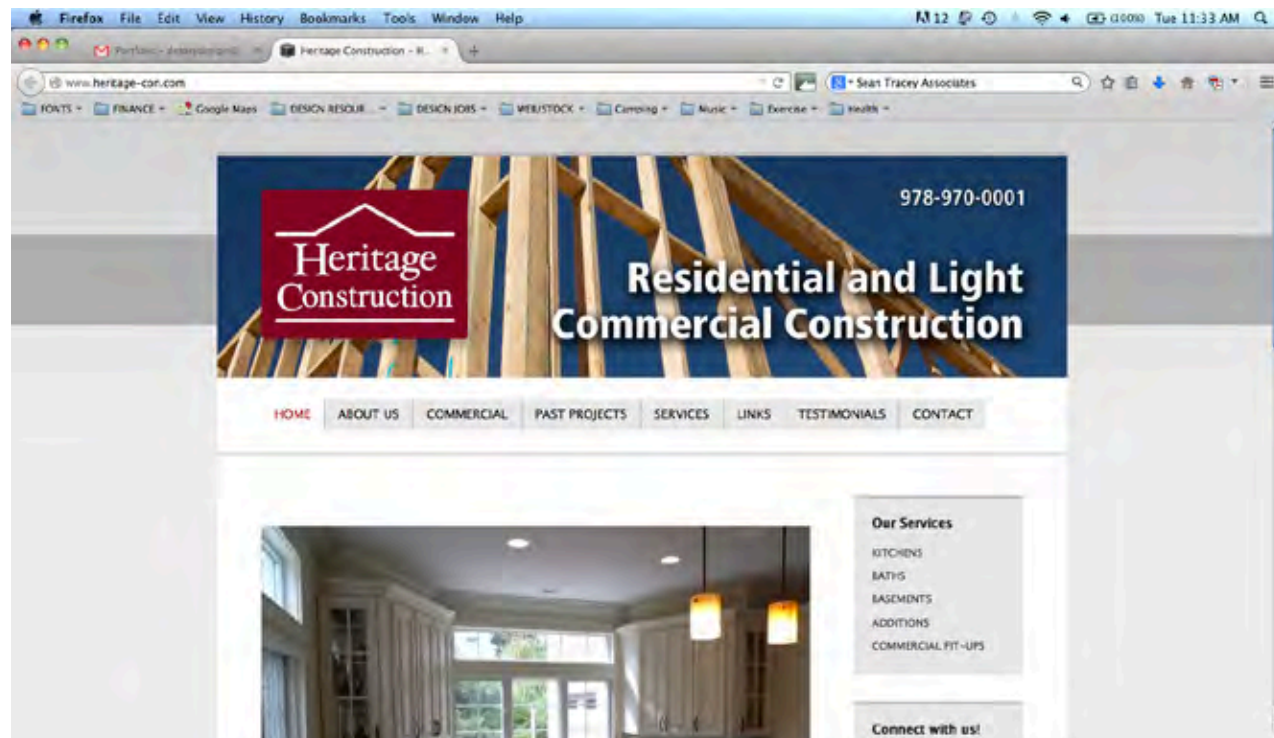 Firefox File Edit View History Bookmarks Tools Window Help
12 (100%) Tue 11:33 AM
Heritage Construction - R...
www.heritage-con.com
Sean Tracey Associates
FONTS FINANCE Google Maps DESIGN RESOUR... DESIGN JOBS WEB/STOCK Camping Music Exercise Health
978-970-0001
Heritage
Construction
Residential and Light
Commercial Construction
HOME ABOUT US COMMERCIAL PAST PROJECTS SERVICES LINKS TESTIMONIALS CONTACT
Our Services
KITCHENS
BATHS
BASEMENTS
ADDITIONS
COMMERCIAL FIT-UPS
Connect with us!